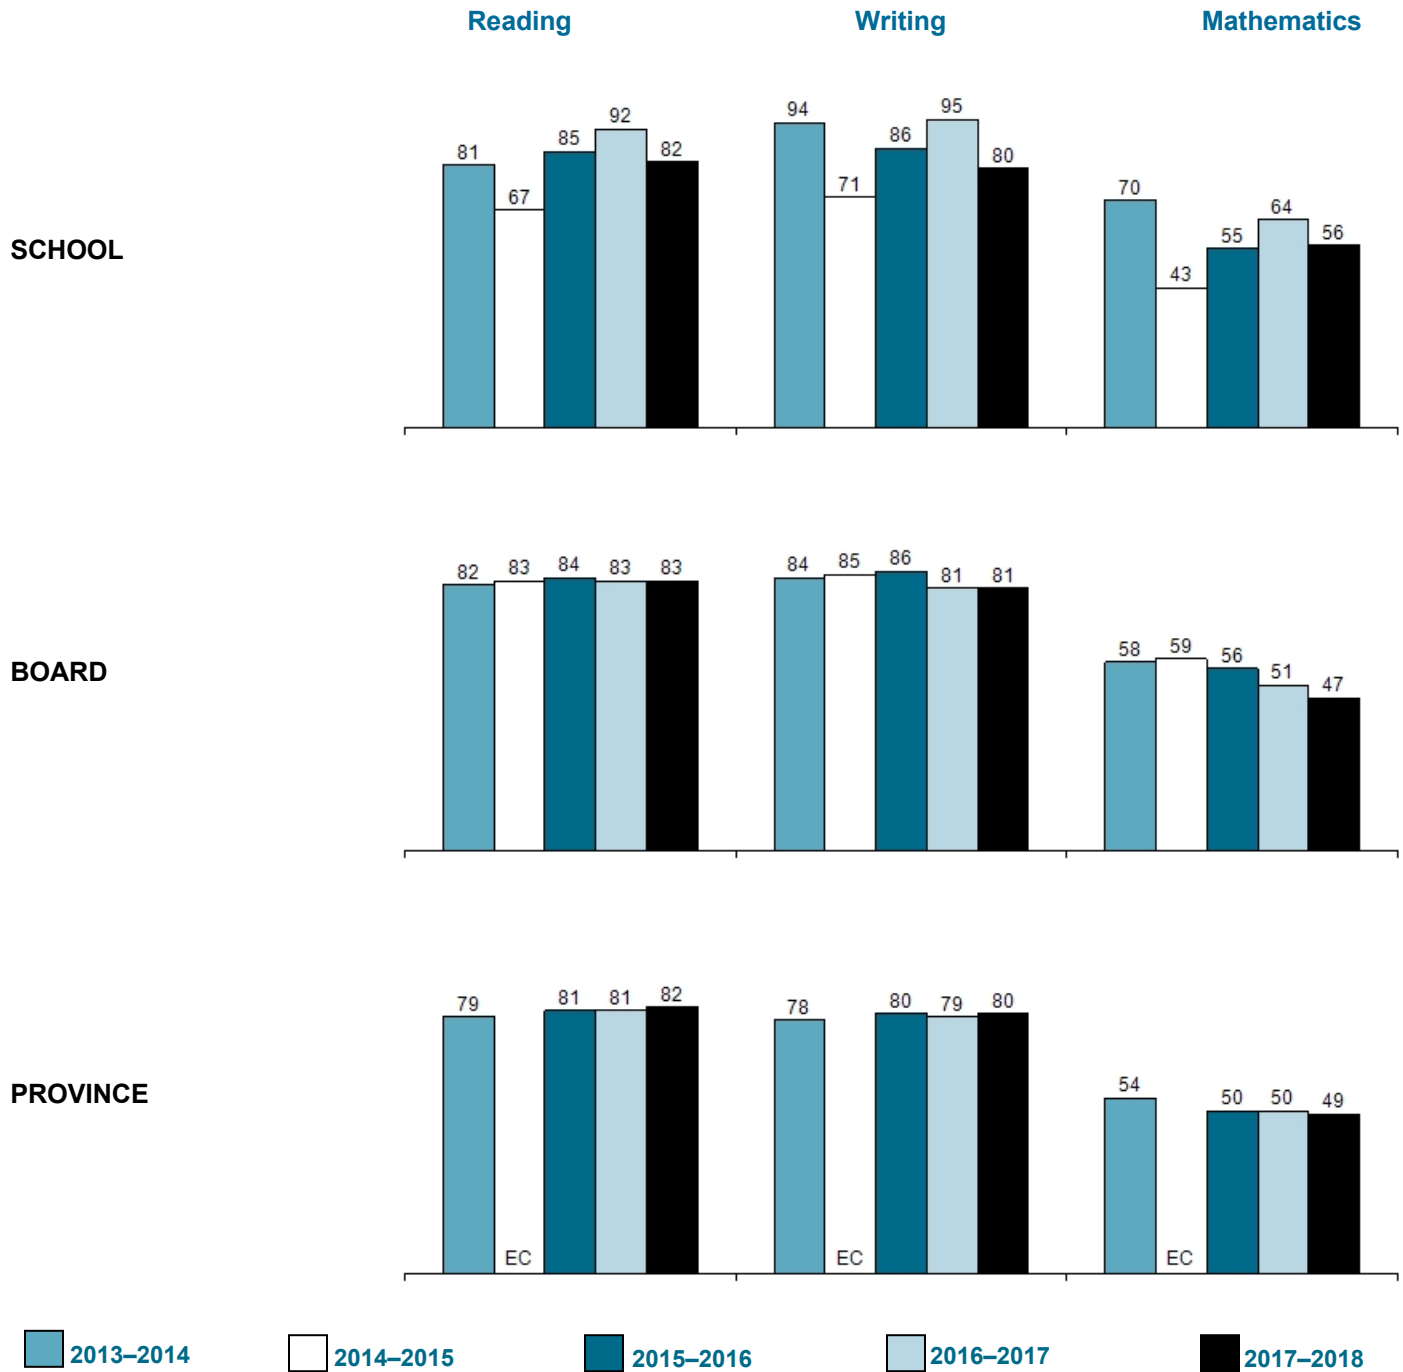 Reading Writing Mathematics
SCHOOL
81 67 85 92 82 94 71 86 95 80 70 43 55 64 56
BOARD
82 83 84 83 83 84 85 86 81 81 58 59 56 51 47
PROVINCE
79 EC 81 81 82 78 EC 80 79 80 54 EC 50 50 49
2013–2014 2014–2015 2015–2016 2016–2017 2017–2018